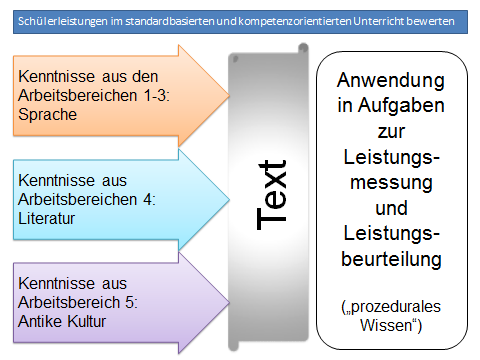 Schülerleistungen im standardbasierten und kompetenzorientierten Unterricht bewerten
Kenntnisse aus den
Arbeitsbereichen 1-3:
Sprache
Kenntnisse aus
Arbeitsbereichen 4:
Literatur
Kenntnisse aus
Arbeitsbereich 5:
Antike Kultur
Text
Anwendung
in Aufgaben
zur
Leistungs-
messung
und
Leistungs-
beurteilung
(„prozedurales
Wissen“)